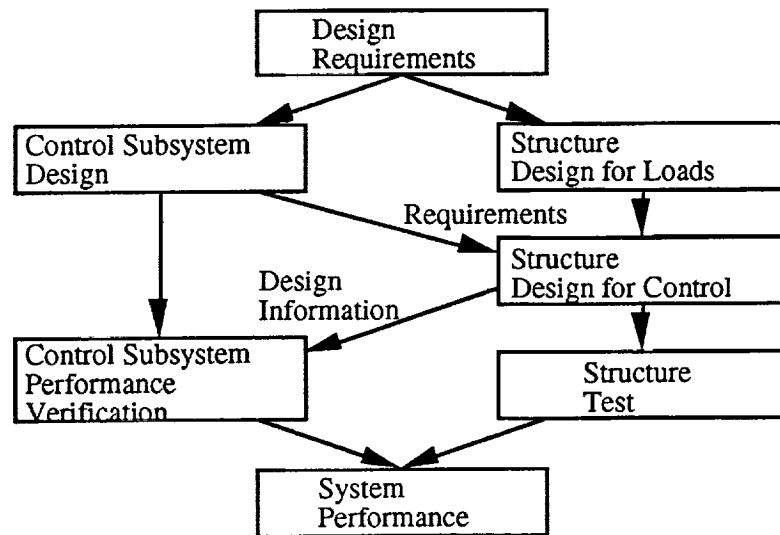 Design
Requirements
Control Subsystem
Design
Structure
Design for Loads
Requirements
Structure
Design for Control
Design
Information
Control Subsystem
Performance
Verification
Structure
Test
System
Performance